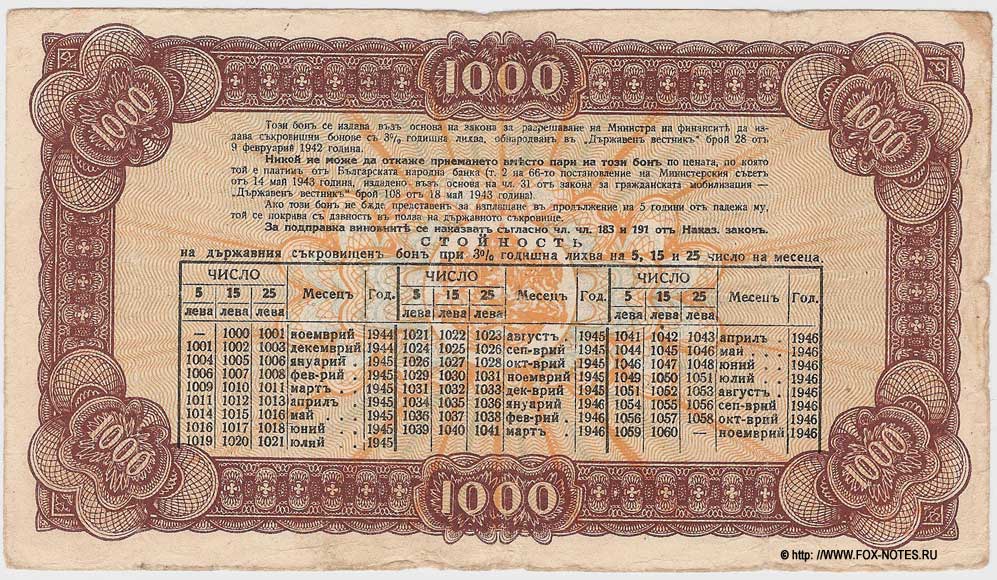 1000
1000
1000
Този бонъ се издава възъ основа на закона за разрешаване на Министра на финансиитѣ да из-
дава съкровищни бонове съ 3% годишна лихва, обнародванъ въ „Държавенъ вестникъ“ брой 28 отъ
9 февруарий 1942 година.
Никой не може да откаже приемането вмѣсто пари на този бонъ по цената, по която
той е платимъ отъ Българската народна банка (т. 2 на 66-то постановление на Министерския съветъ
отъ 14 май 1943 година, издадено възъ основа на чл. 31 отъ закона за гражданската мобилизация —
„Държавенъ вестникъ“ брой 108 отъ 18 май 1943 година).
Ако този бонъ не бѫде представенъ за изплащане въ продължение на 5 години отъ падежа му,
той се покрива съ давность въ полза на държавното съкровище.
За подправка виновнитѣ се наказватъ съгласно чл. чл. 183 и 191 отъ Наказ. законъ.
СТОЙНОСТЬ
на държавния съкровищенъ бонъ при 3% годишна лихва на 5, 15 и 25 число на месеца.
ЧИСЛО ЧИСЛО ЧИСЛО
5 15 25 Месецъ Год. 5 15 25 Месецъ Год. 5 15 25 Месецъ Год.
лева лева лева лева лева лева лева лева лева
— 1000 1001 ноемврий 1944 1021 1022 1023 августъ . 1945 1041 1042 1043 априлъ . 1946
1001 1002 1003 декемврий 1944 1024 1025 1026 сеп-врий 1945 1044 1045 1046 май . . . 1946
1004 1005 1006 януарий 1945 1026 1027 1028 окт-врий 1945 1046 1047 1048 юний . . 1946
1006 1007 1008 фев-рий . 1945 1029 1030 1031 ноемврий 1945 1049 1050 1051 юлий . . 1946
1009 1010 1011 мартъ . . 1945 1031 1032 1033 дек-врий 1945 1051 1052 1053 августъ . 1946
1011 1012 1013 априлъ . 1945 1034 1035 1036 януарий 1946 1054 1055 1056 сеп-врий 1946
1014 1015 1016 май . . 1945 1036 1037 1038 фев-рий . 1946 1056 1057 1058 окт-врий 1946
1016 1017 1018 юний . . 1945 1039 1040 1041 мартъ . 1946 1059 1060 — ноемврий 1946
1019 1020 1021 юлий . . 1945
1000
1000
1000
© http: //WWW.FOX-NOTES.RU